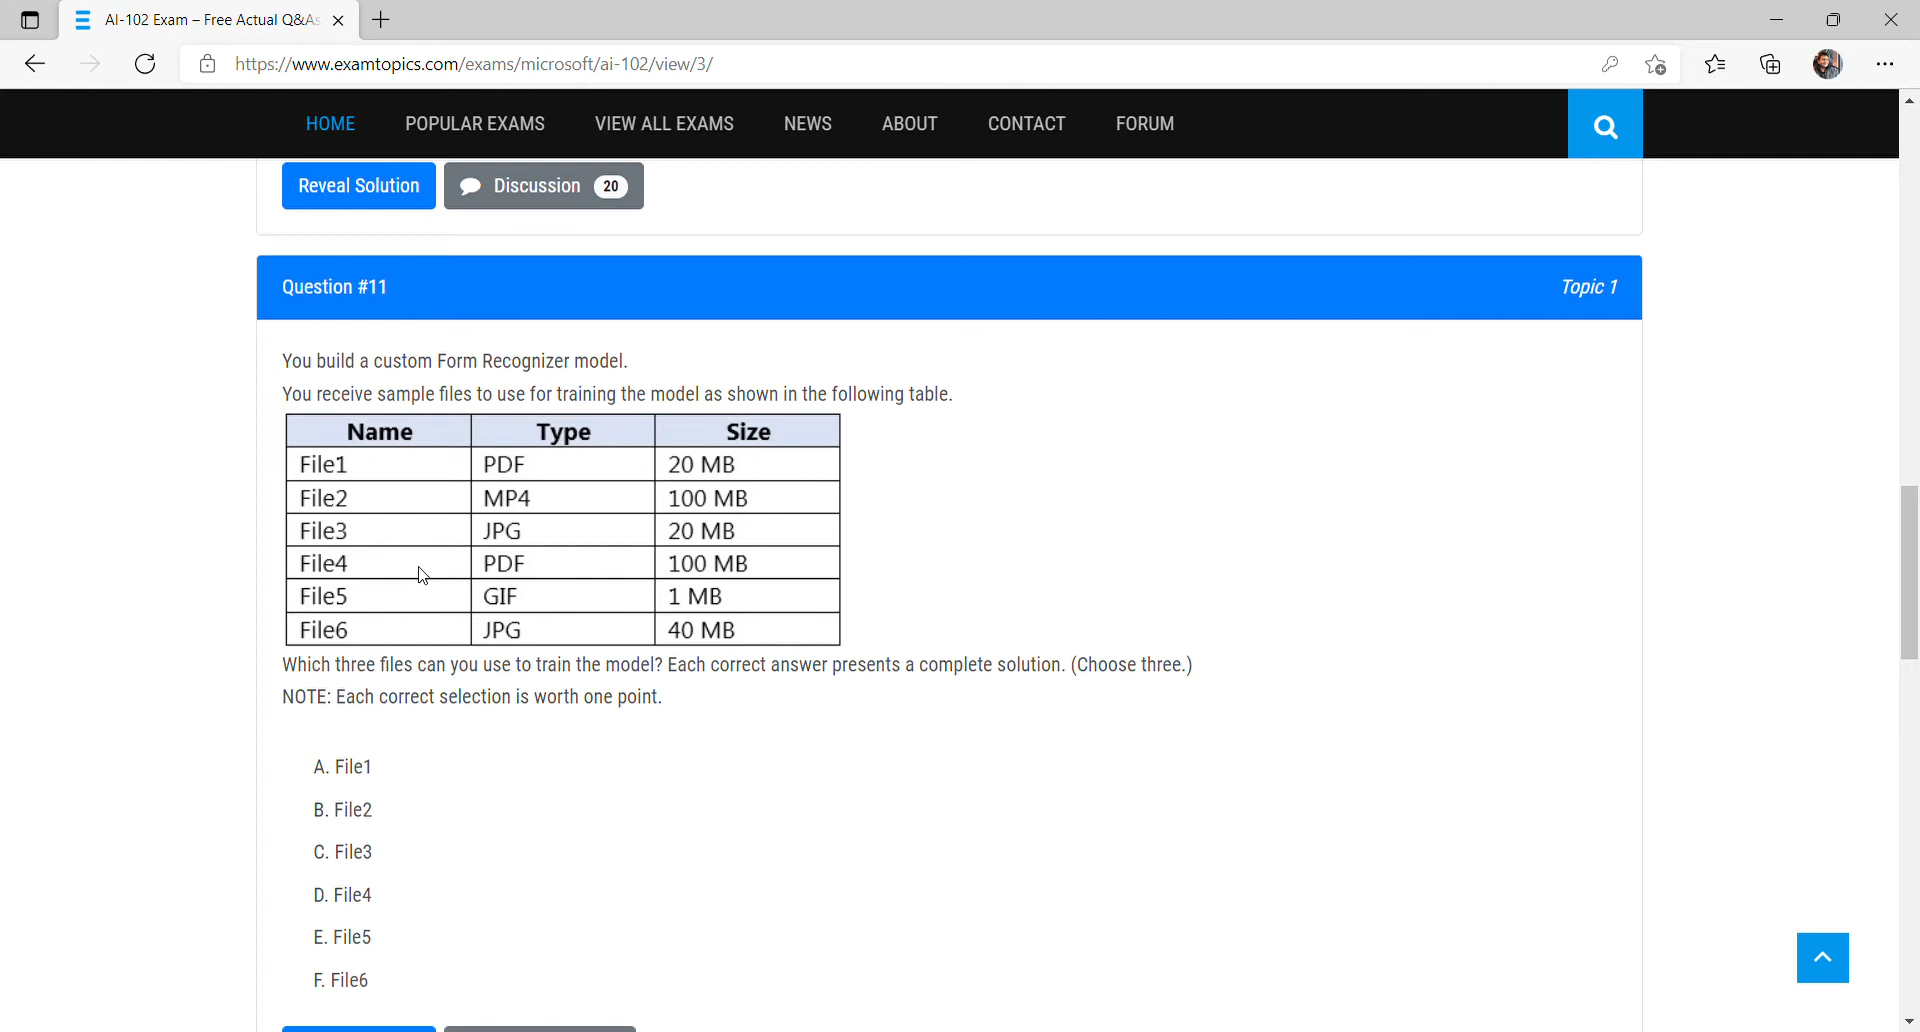 AI-102 Exam – Free Actual Q&As
https://www.examtopics.com/exams/microsoft/ai-102/view/3/
HOME POPULAR EXAMS VIEW ALL EXAMS NEWS ABOUT CONTACT FORUM
Reveal Solution Discussion 20
Question #11 Topic 1
You build a custom Form Recognizer model.
You receive sample files to use for training the model as shown in the following table.
Name Type Size
File1 PDF 20 MB
File2 MP4 100 MB
File3 JPG 20 MB
File4 PDF 100 MB
File5 GIF 1 MB
File6 JPG 40 MB
Which three files can you use to train the model? Each correct answer presents a complete solution. (Choose three.)
NOTE: Each correct selection is worth one point.
A. File1
B. File2
C. File3
D. File4
E. File5
F. File6